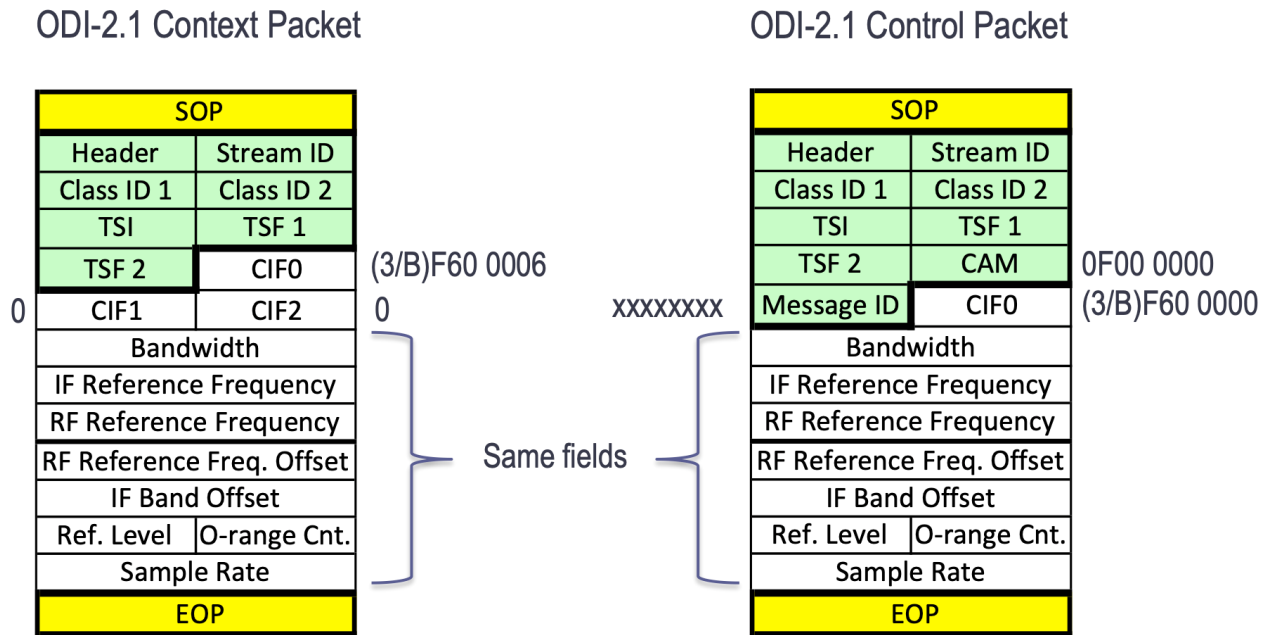 ODI-2.1 Context Packet
SOP
Header Stream ID
Class ID 1 Class ID 2
TSI TSF 1
TSF 2 CIF0 (3/B)F60 0006
0 CIF1 CIF2 0
Bandwidth
IF Reference Frequency
RF Reference Frequency
RF Reference Freq. Offset
IF Band Offset
Ref. Level O-range Cnt.
Sample Rate
EOP
Same fields
ODI-2.1 Control Packet
SOP
Header Stream ID
Class ID 1 Class ID 2
TSI TSF 1
TSF 2 CAM 0F00 0000
xxxxxxxx Message ID CIF0 (3/B)F60 0000
Bandwidth
IF Reference Frequency
RF Reference Frequency
RF Reference Freq. Offset
IF Band Offset
Ref. Level O-range Cnt.
Sample Rate
EOP